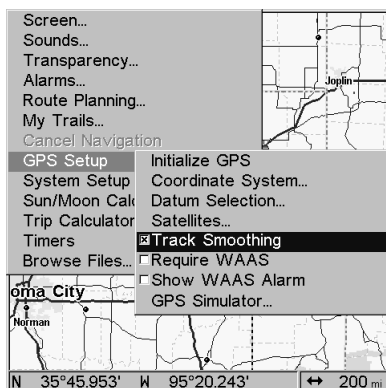 Screen...
Sounds...
Transparency...
Alarms...
Route Planning...
My Trails...
Cancel Navigation
GPS Setup
System Setup
Sun/Moon Calc
Trip Calculator
Timers
Browse Files...
Initialize GPS
Coordinate System...
Datum Selection...
Satellites...
Track Smoothing
Require WAAS
Show WAAS Alarm
GPS Simulator...
Joplin
oma City
Norman
N 35°45.953' W 95°20.243' ↔ 200 mi